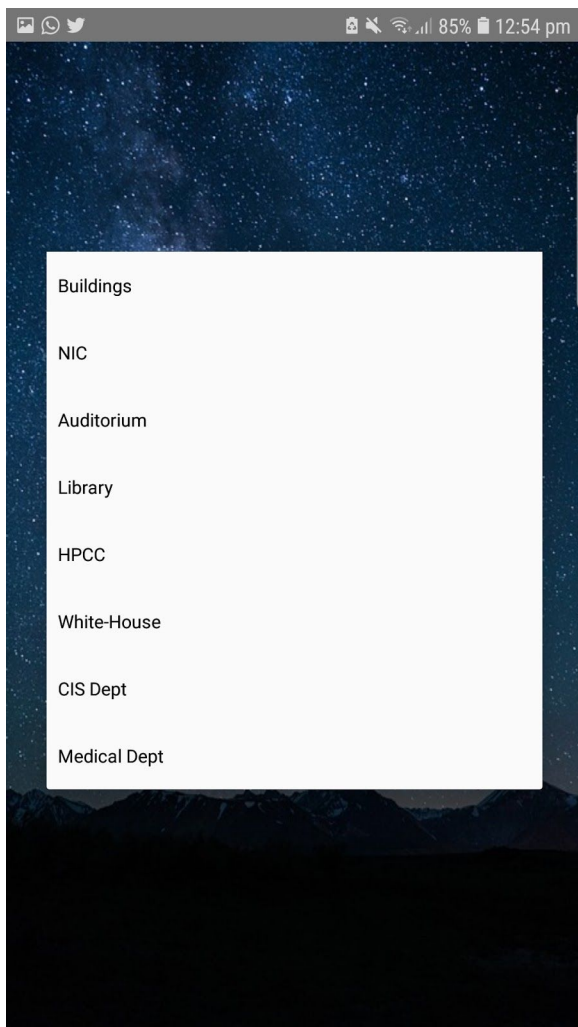 85% 12:54 pm
Buildings
NIC
Auditorium
Library
HPCC
White-House
CIS Dept
Medical Dept